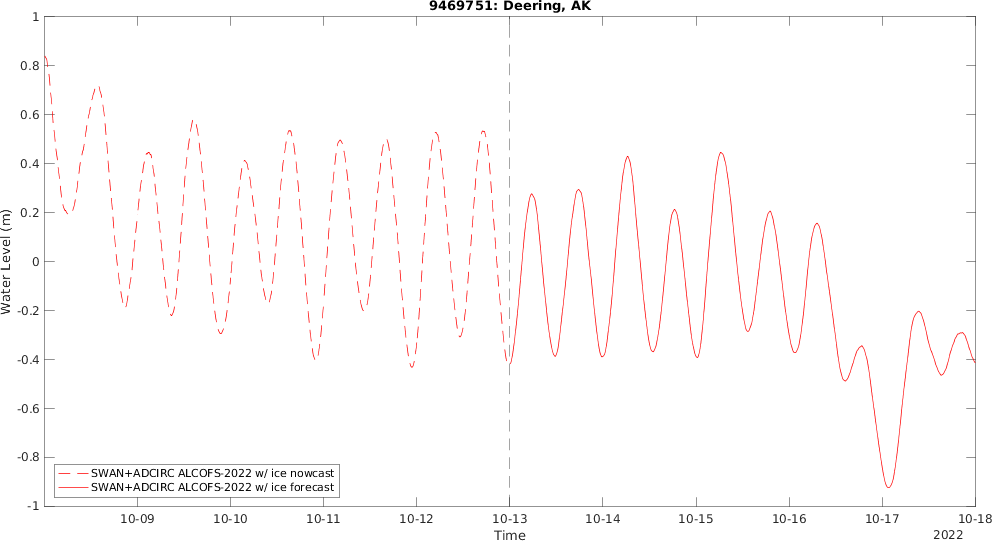 9469751: Deering, AK
Water Level (m)
1
0.8
0.6
0.4
0.2
0
-0.2
-0.4
-0.6
-0.8
-1
SWAN+ADCIRC ALCOFS-2022 w/ ice nowcast
SWAN+ADCIRC ALCOFS-2022 w/ ice forecast
10-09 10-10 10-11 10-12 10-13 10-14 10-15 10-16 10-17 10-18
Time
2022